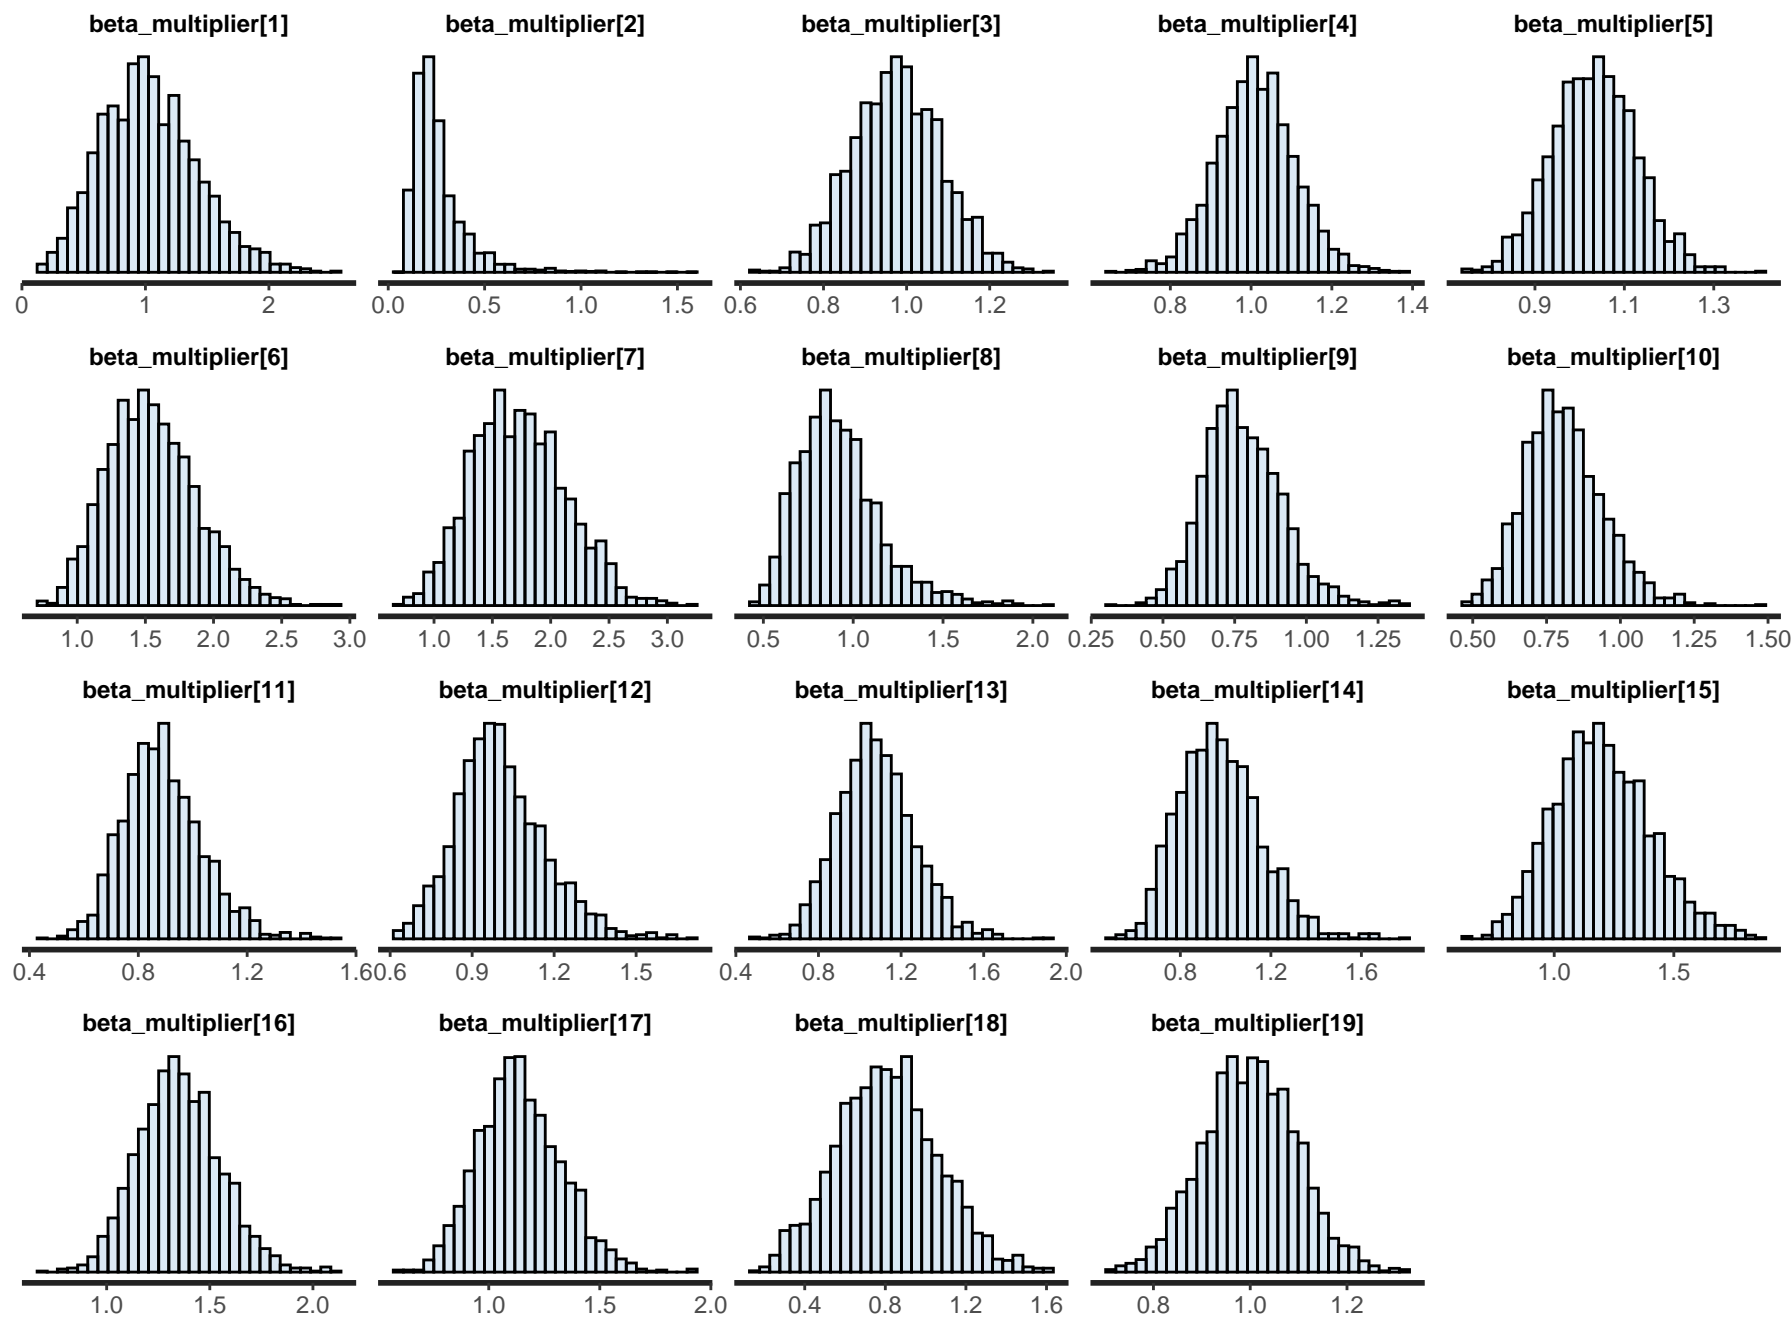 beta_multiplier[1] beta_multiplier[2] beta_multiplier[3] beta_multiplier[4] beta_multiplier[5]
0 1 2 0.0 0.5 1.0 1.5 0.6 0.8 1.0 1.2 0.8 1.0 1.2 1.4 0.9 1.1 1.3
beta_multiplier[6] beta_multiplier[7] beta_multiplier[8] beta_multiplier[9] beta_multiplier[10]
1.0 1.5 2.0 2.5 3.0 1.0 1.5 2.0 2.5 3.0 0.5 1.0 1.5 2.0 0.25 0.50 0.75 1.00 1.25 0.50 0.75 1.00 1.25 1.50
beta_multiplier[11] beta_multiplier[12] beta_multiplier[13] beta_multiplier[14] beta_multiplier[15]
0.4 0.8 1.2 1.6 0.6 0.9 1.2 1.5 0.4 0.8 1.2 1.6 2.0 0.8 1.2 1.6 1.0 1.5
beta_multiplier[16] beta_multiplier[17] beta_multiplier[18] beta_multiplier[19]
1.0 1.5 2.0 1.0 1.5 2.0 0.4 0.8 1.2 1.6 0.8 1.0 1.2